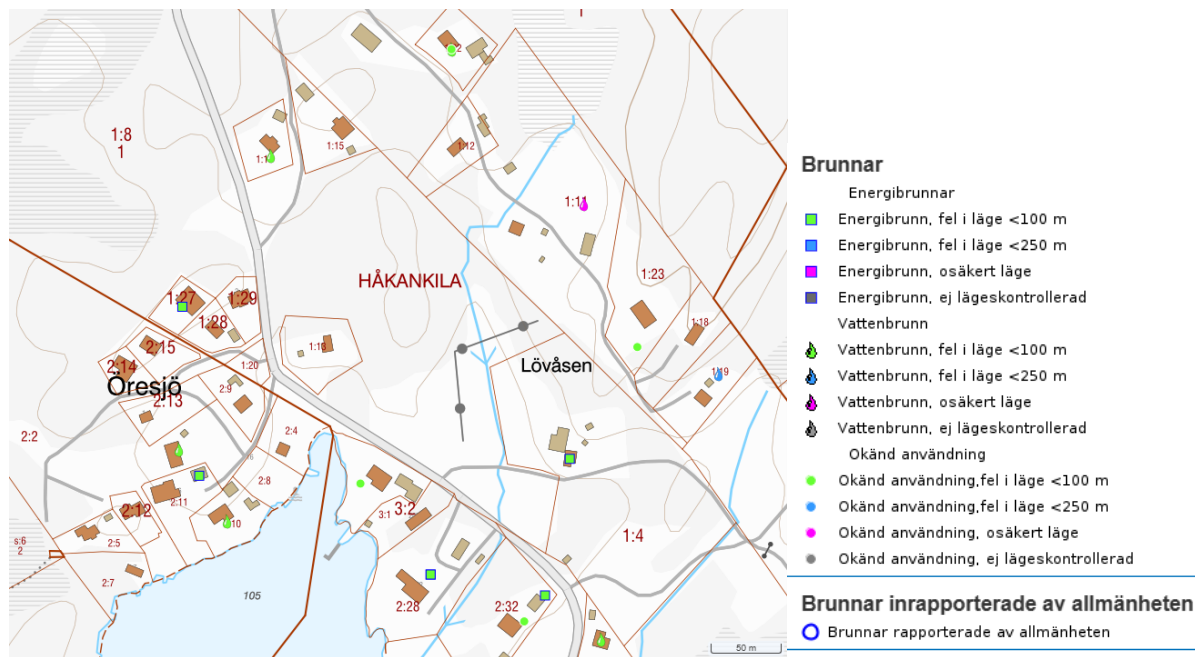 1:8
1
1
1:15
1:12
1:11
1:23
HÅKANKILA
1:27
1:29
1:28
1:18
2:15
1:13
2:14
1:20
Lövåsen
1:19
Öresjö
2:9
2:13
2:2
2:4
2:8
2:11
2:12
3:1
3:2
2:5
1:4
s:6
2
2:7
105
2:28
2:32
50 m
Brunnar
Energibrunnar
Energibrunn, fel i läge <100 m
Energibrunn, fel i läge <250 m
Energibrunn, osäkert läge
Energibrunn, ej lägeskontrollerad
Vattenbrunn
Vattenbrunn, fel i läge <100 m
Vattenbrunn, fel i läge <250 m
Vattenbrunn, osäkert läge
Vattenbrunn, ej lägeskontrollerad
Okänd användning
Okänd användning,fel i läge <100 m
Okänd användning,fel i läge <250 m
Okänd användning, osäkert läge
Okänd användning, ej lägeskontrollerad
Brunnar inrapporterade av allmänheten
Brunnar rapporterade av allmänheten